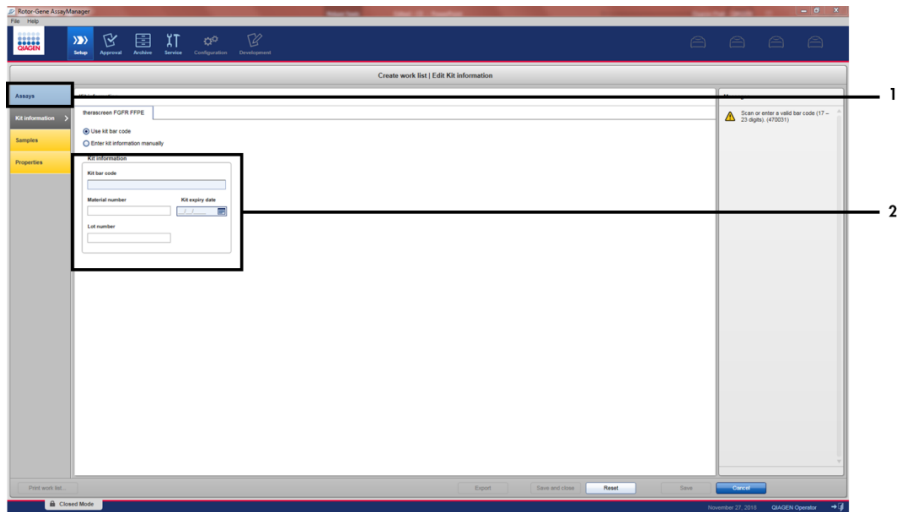 Rotor-Gene AssayManager
File Help
QIAGEN
Setup Approval Archive Service Configuration Development
Create work list | Edit Kit information
Assays
1
Kit information
therascreen FGFR FFPE
Scan or enter a valid bar code (17 –
23 digits). (470031)
Use kit bar code
Enter kit information manually
Samples
Properties
Kit information
Kit bar code
Material number Kit expiry date
2
Lot number
Print work list...
Export Save and close Reset Save Cancel
Closed Mode
November 21, 2018 QIAGEN Operator